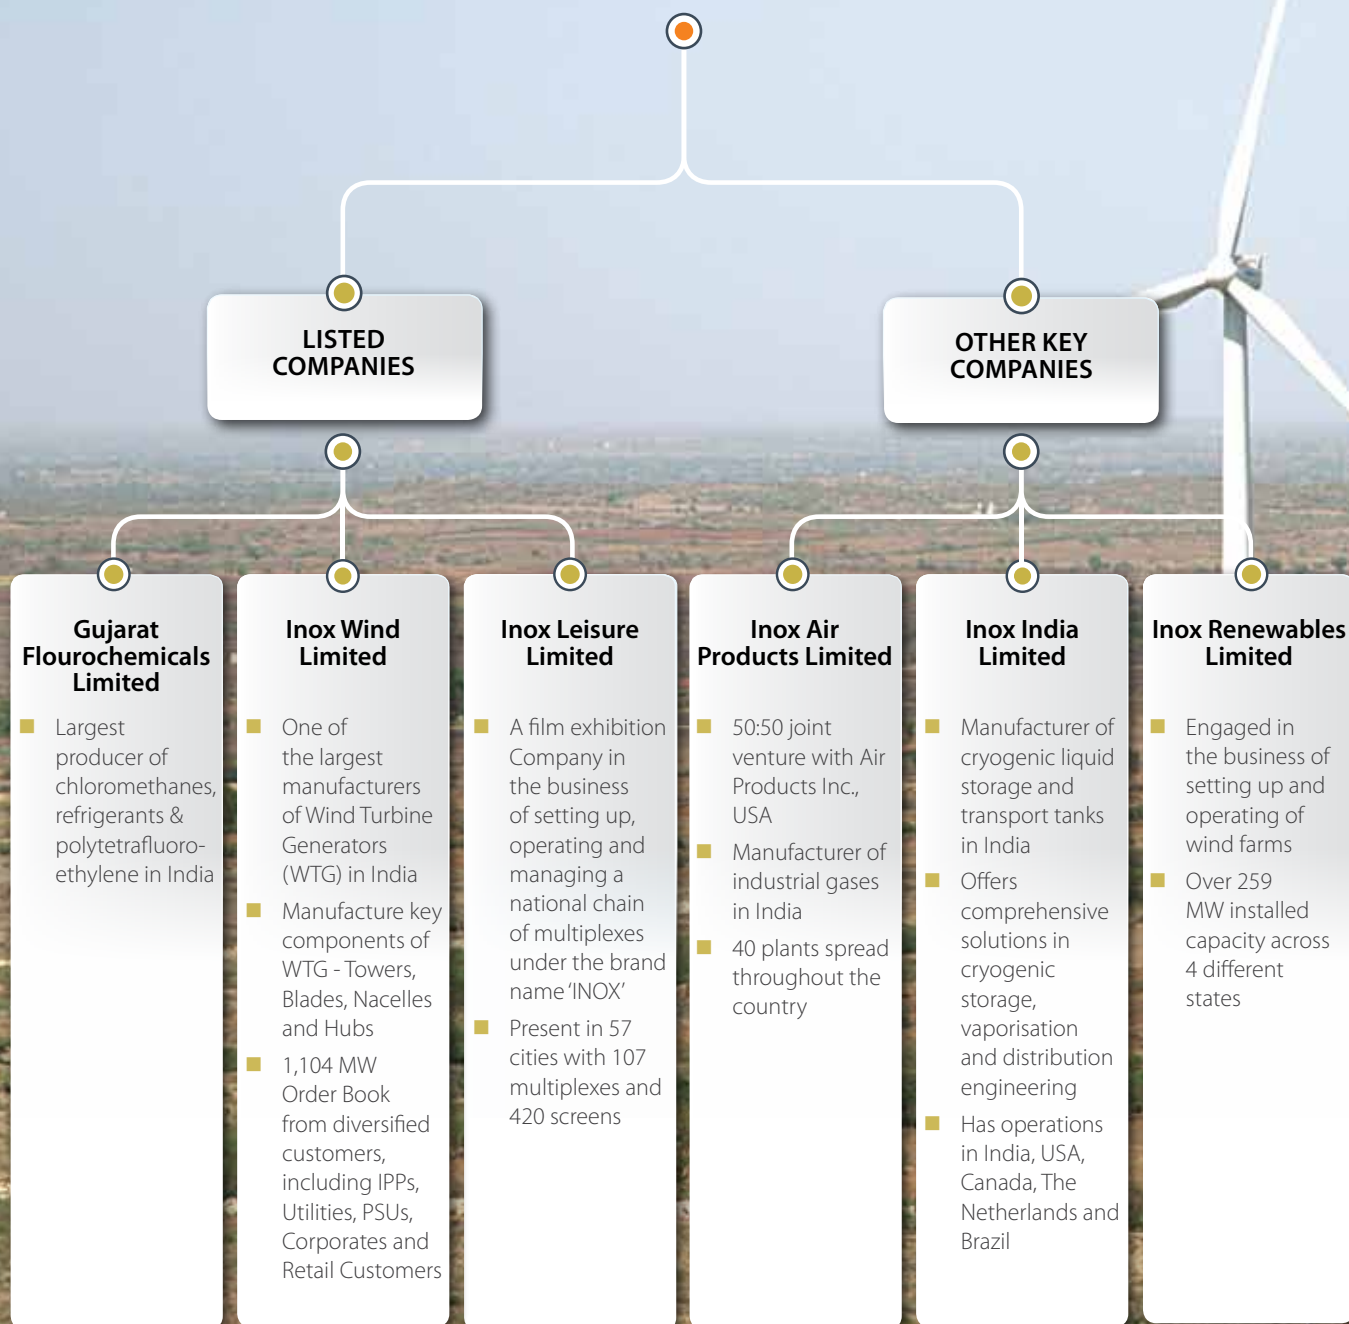 LISTED
COMPANIES
OTHER KEY
COMPANIES
Gujarat
Flourochemicals
Limited
Largest
producer of
chloromethanes,
refrigerants &
polytetrafluoro-
ethylene in India
Inox Wind
Limited
One of
the largest
manufacturers
of Wind Turbine
Generators
(WTG) in India
Manufacture key
components of
WTG - Towers,
Blades, Nacelles
and Hubs
1,104 MW
Order Book
from diversified
customers,
including IPPs,
Utilities, PSUs,
Corporates and
Retail Customers
Inox Leisure
Limited
A film exhibition
Company in
the business
of setting up,
operating and
managing a
national chain
of multiplexes
under the brand
name ‘INOX’
Present in 57
cities with 107
multiplexes and
420 screens
Inox Air
Products Limited
50:50 joint
venture with Air
Products Inc.,
USA
Manufacturer of
industrial gases
in India
40 plants spread
throughout the
country
Inox India
Limited
Manufacturer of
cryogenic liquid
storage and
transport tanks
in India
Offers
comprehensive
solutions in
cryogenic
storage,
vaporisation
and distribution
engineering
Has operations
in India, USA,
Canada, The
Netherlands and
Brazil
Inox Renewables
Limited
Engaged in
the business of
setting up and
operating of
wind farms
Over 259
MW installed
capacity across
4 different
states